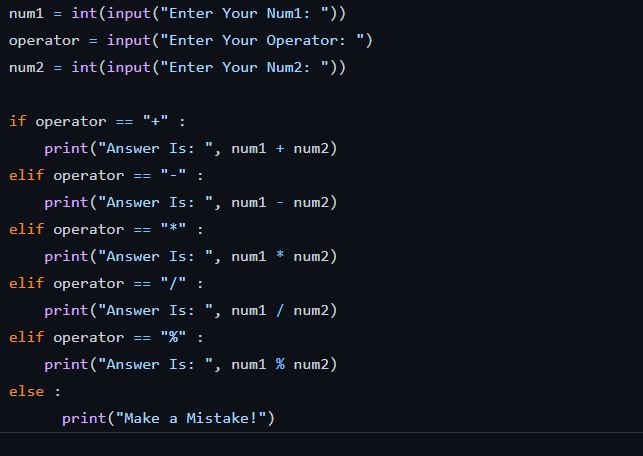 num1 = int(input("Enter Your Num1: "))
operator = input("Enter Your Operator: ")
num2 = int(input("Enter Your Num2: "))
if operator == "+" :
    print("Answer Is: ", num1 + num2)
elif operator == "-" :
    print("Answer Is: ", num1 - num2)
elif operator == "*" :
    print("Answer Is: ", num1 * num2)
elif operator == "/" :
    print("Answer Is: ", num1 / num2)
elif operator == "%" :
    print("Answer Is: ", num1 % num2)
else :
      print("Make a Mistake!")